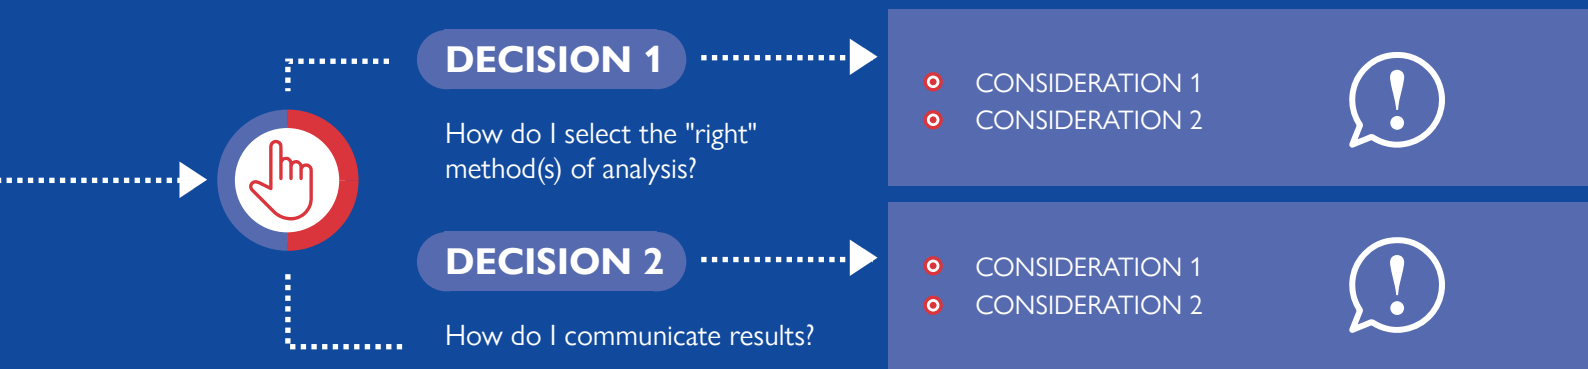 DECISION 1
How do I select the "right"
method(s) of analysis?
CONSIDERATION 1
CONSIDERATION 2
DECISION 2
How do I communicate results?
CONSIDERATION 1
CONSIDERATION 2